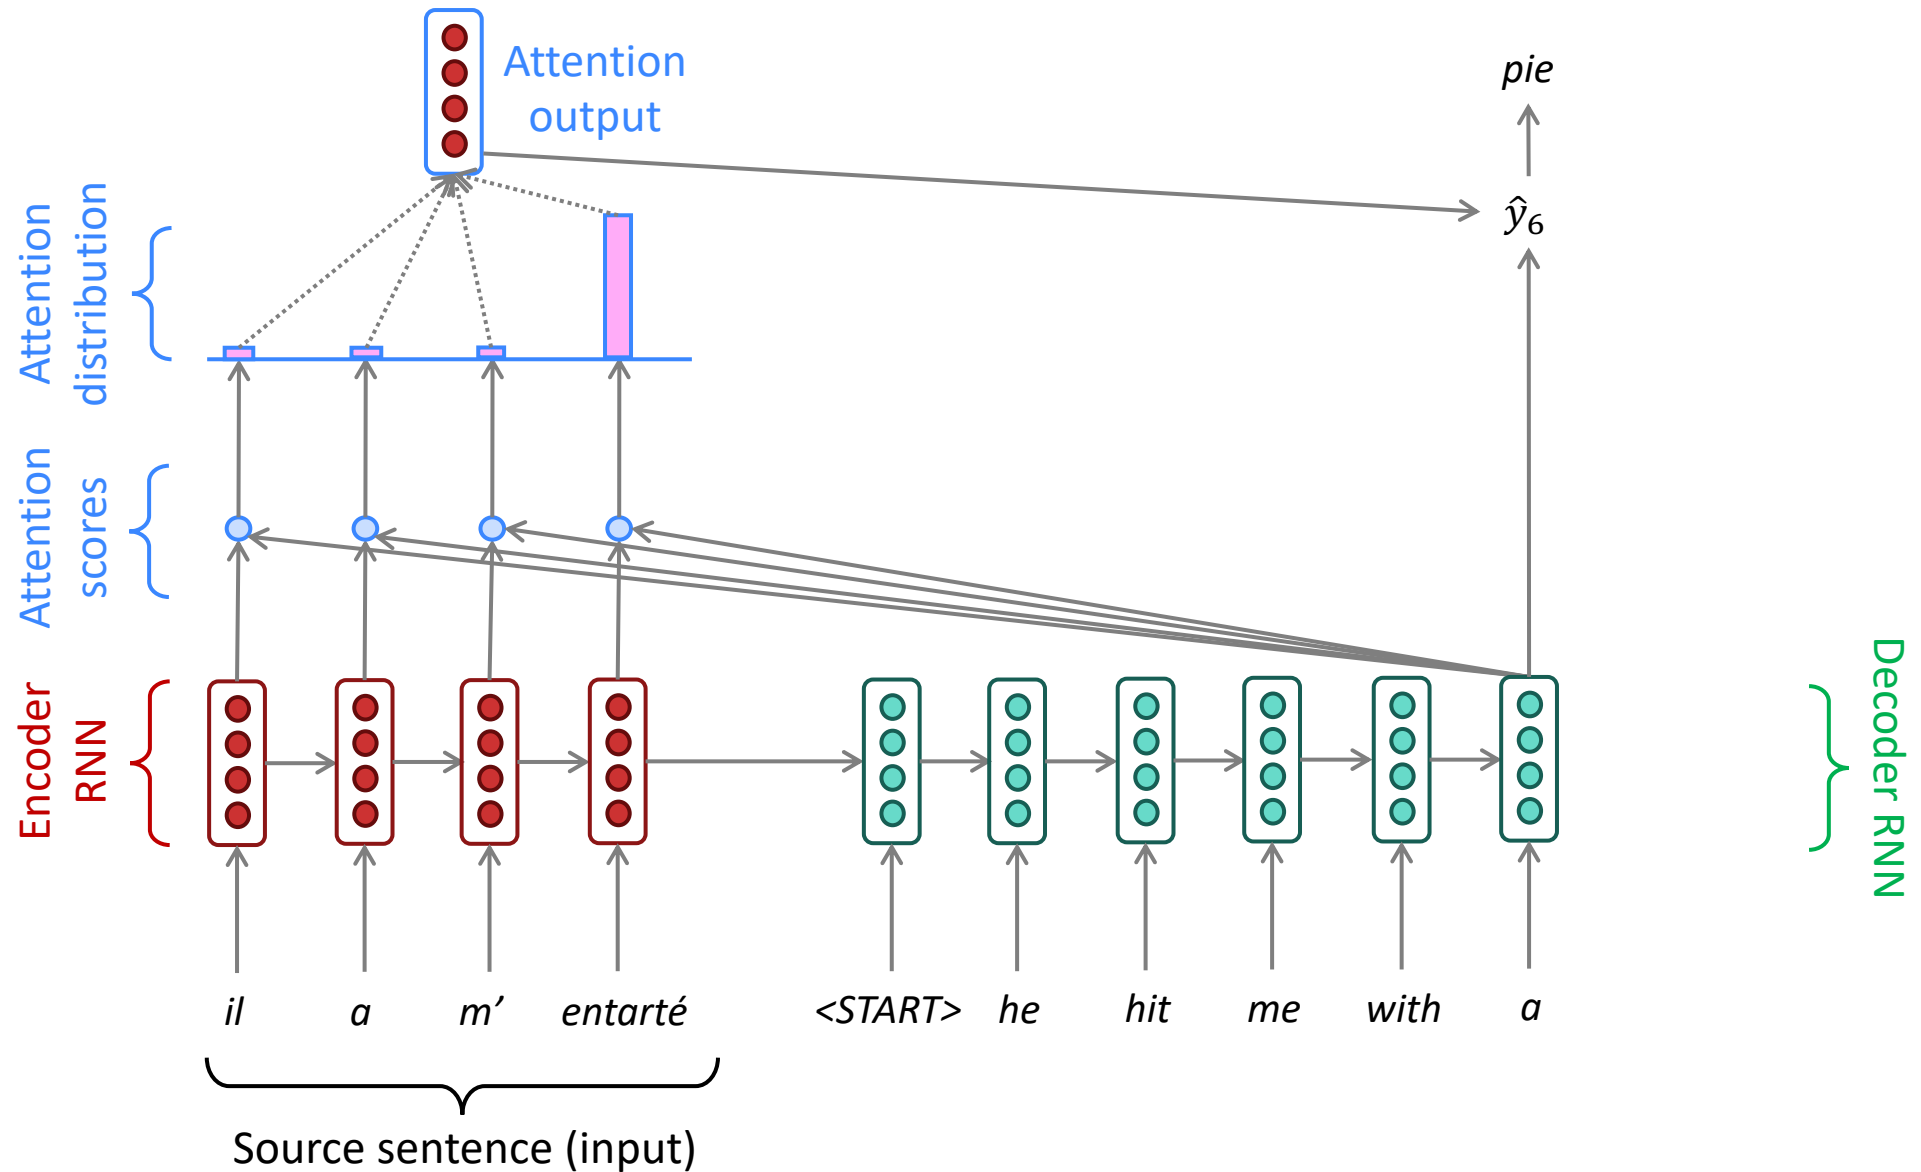 Attention
output
pie
Attention
distribution
ŷ₆
Attention
scores
Encoder
RNN
Decoder RNN
il a m’ entarté <START> he hit me with a
Source sentence (input)